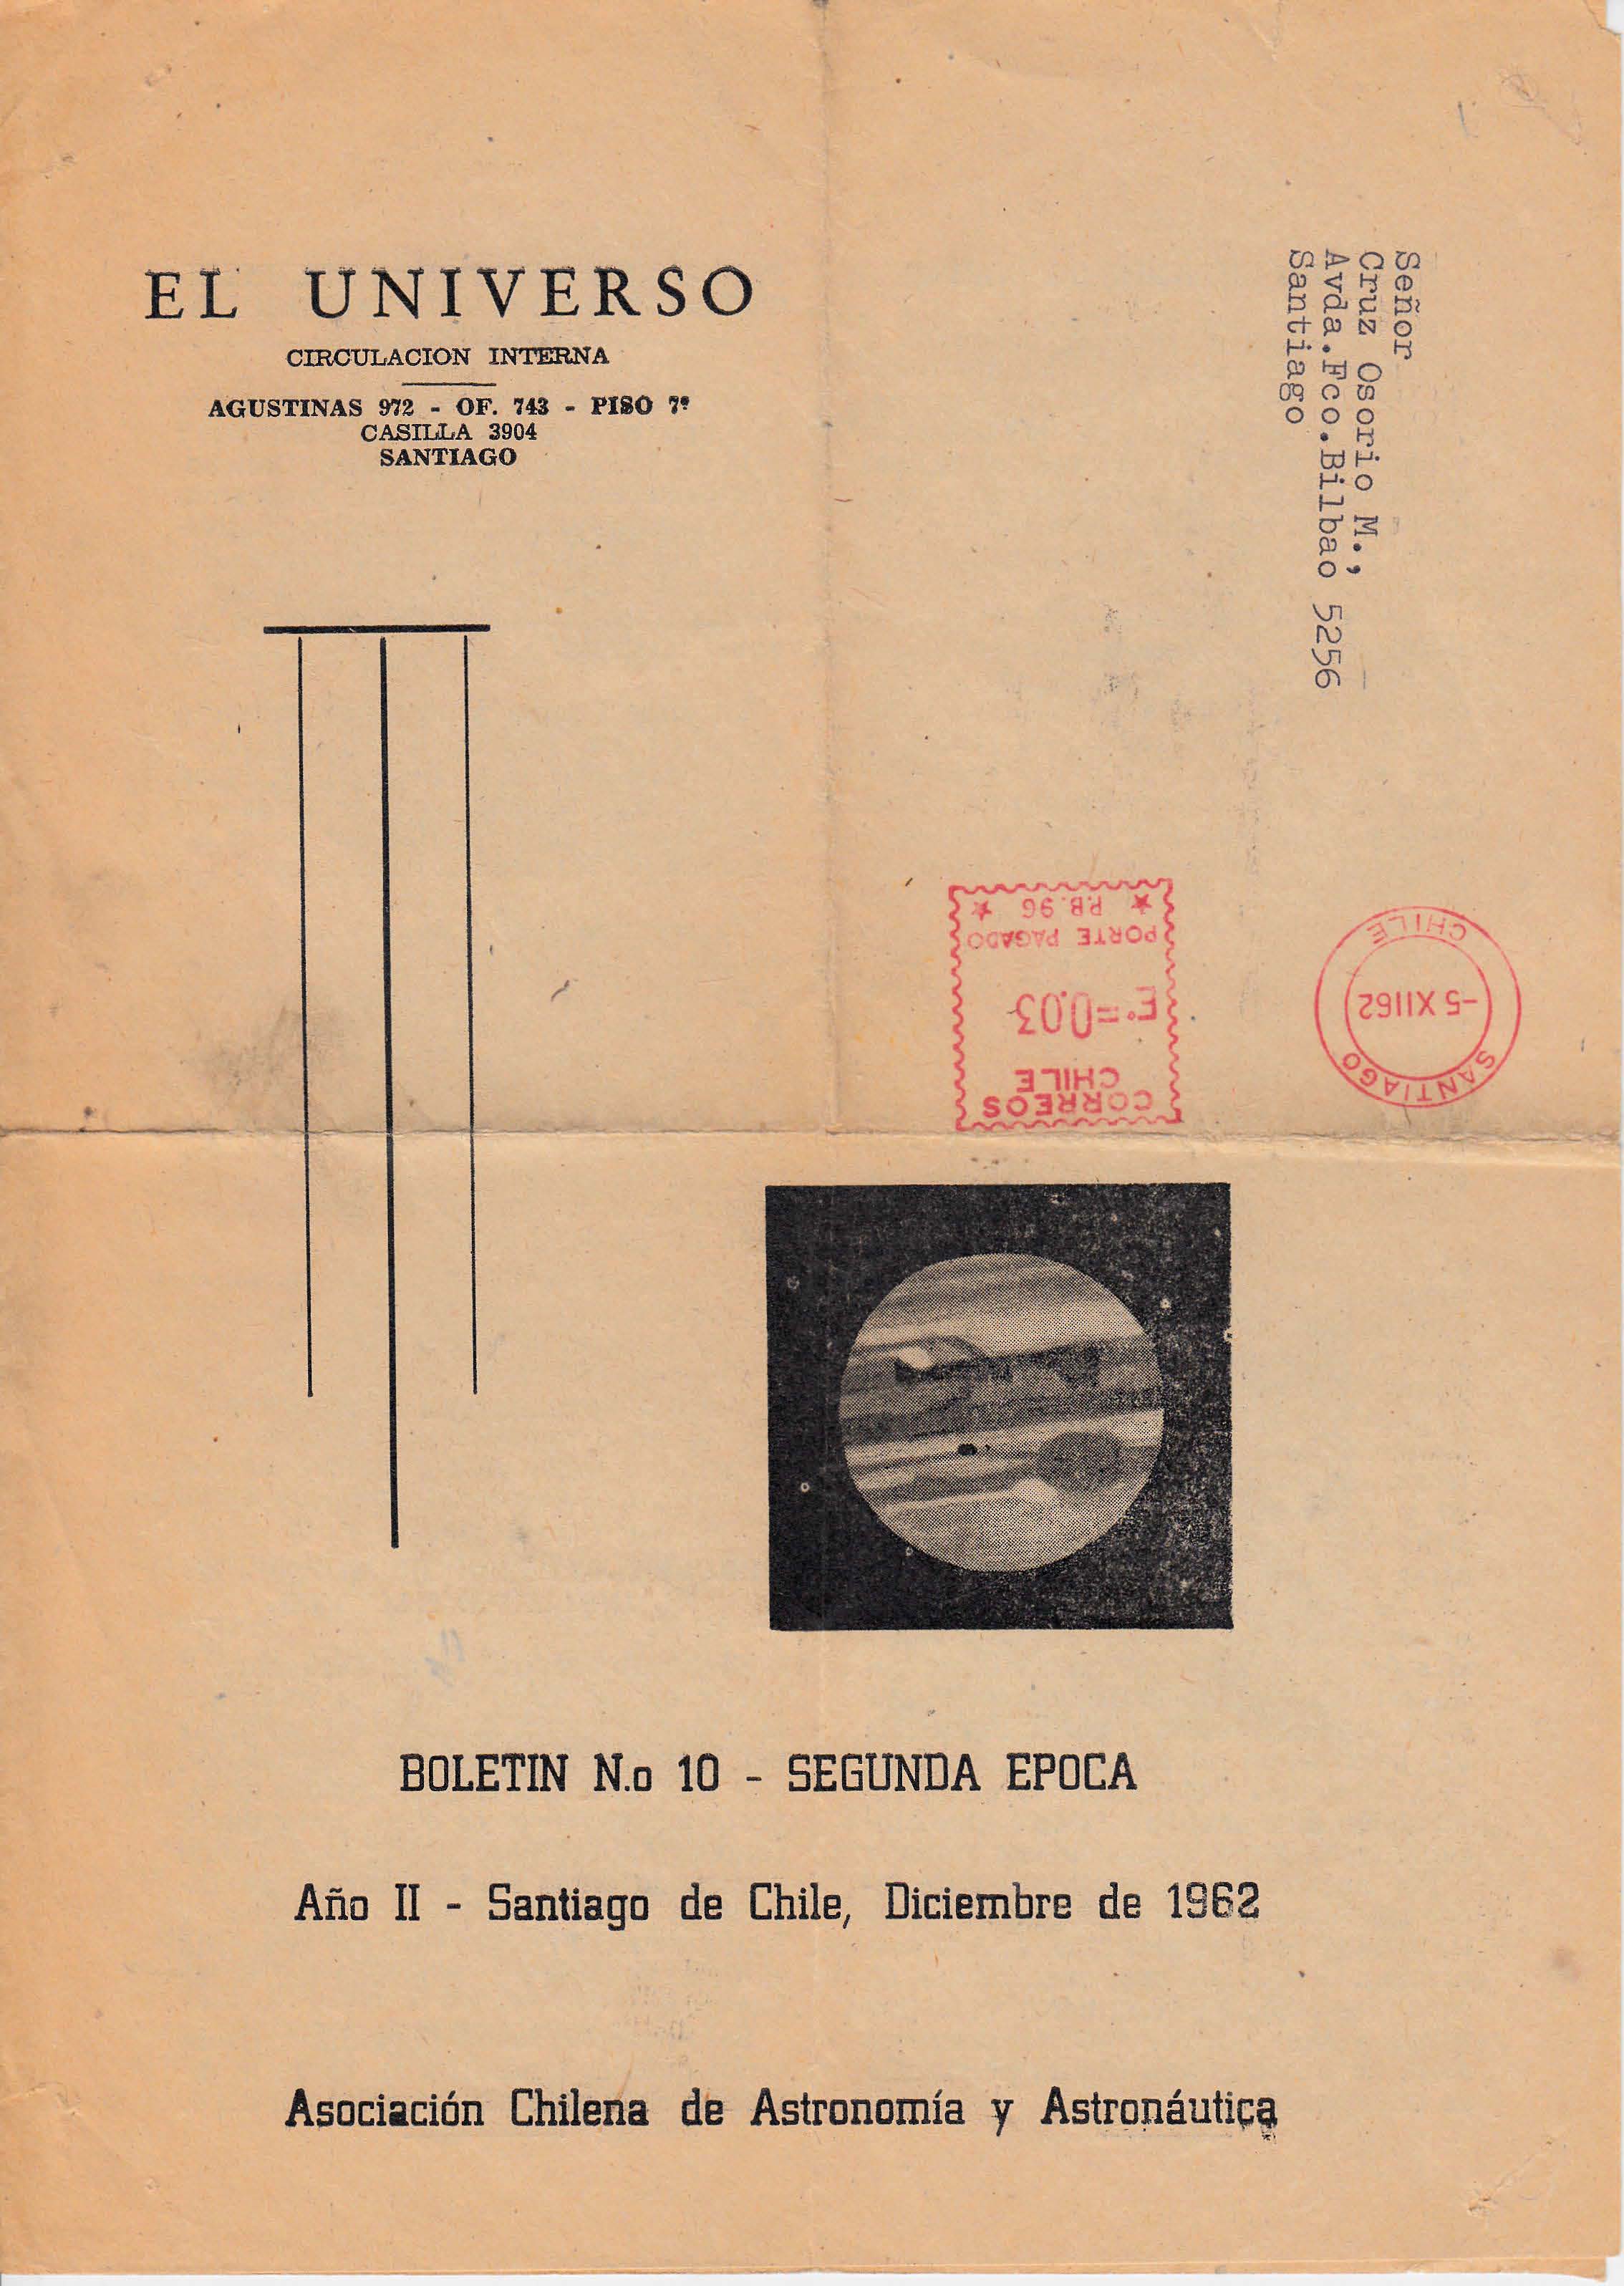 EL UNIVERSO
CIRCULACION INTERNA
AGUSTINAS 972 - OF. 743 - PISO 7º
CASILLA 3904
SANTIAGO
Señor
Cruz Osorio M.,
Avda.Fco.Bilbao 5256
Santiago
CORREOS
CHILE
Eº=0.03
PORTE PAGADO
P.B. 96
SANTIAGO
-5 XII 62
CHILE
BOLETIN N.o 10 - SEGUNDA EPOCA
Año II - Santiago de Chile, Diciembre de 1962
Asociación Chilena de Astronomía y Astronáutica